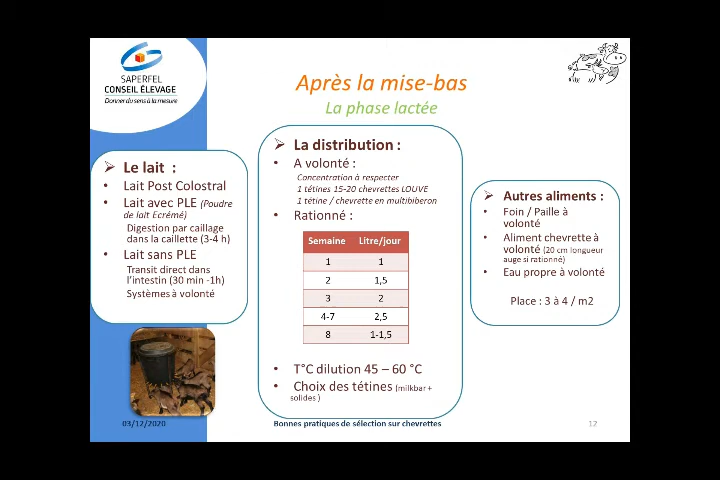 SAPERFEL
CONSEIL ÉLEVAGE
Donner du sens à la mesure
Après la mise-bas
La phase lactée
Le lait :
Lait Post Colostral
Lait avec PLE (Poudre
de lait Ecrémé)
Digestion par caillage
dans la caillette (3-4 h)
Lait sans PLE
Transit direct dans
l'intestin (30 min -1h)
Systèmes à volonté
La distribution :
A volonté :
Concentration à respecter
1 tétines 15-20 chevrettes LOUVE
1 tétine / chevrette en multibiberon
Rationné :
Semaine Litre/jour
1 1
2 1,5
3 2
4-7 2,5
8 1-1,5
T°C dilution 45 – 60 °C
Choix des tétines (milkbar +
solides )
Autres aliments :
Foin / Paille à
volonté
Aliment chevrette à
volonté (20 cm longueur
auge si rationné)
Eau propre à volonté
Place : 3 à 4 / m2
03/12/2020
Bonnes pratiques de sélection sur chevrettes
12